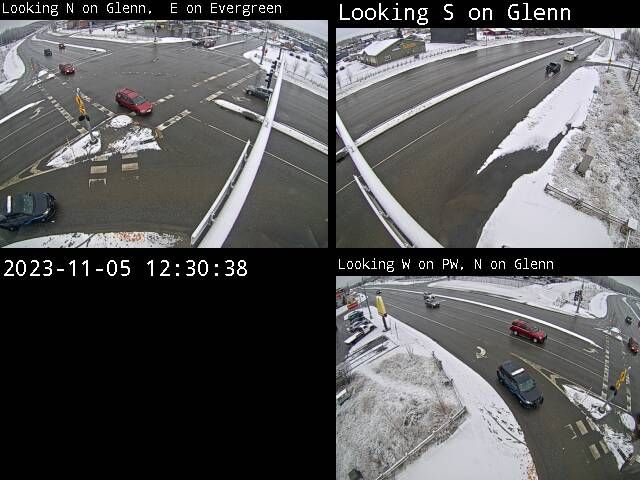 Looking N on Glenn,  E on Evergreen
Looking S on Glenn
2023-11-05 12:30:38
Looking W on PW, N on Glenn